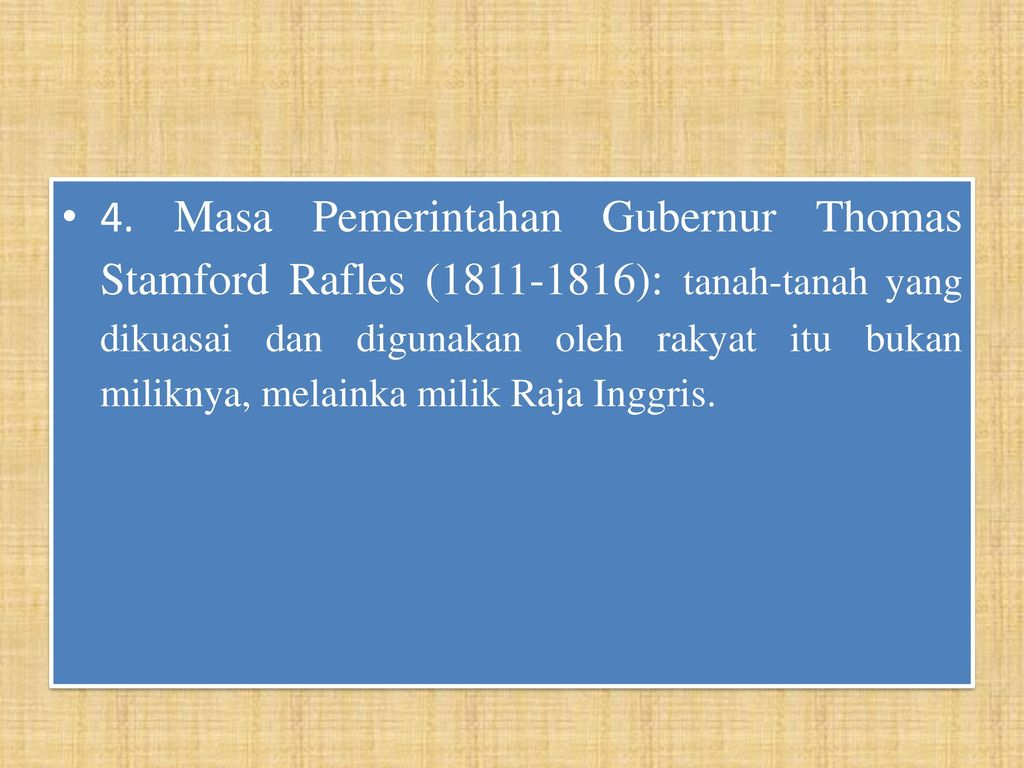 • 4. Masa Pemerintahan Gubernur Thomas
Stamford Rafles (1811-1816): tanah-tanah yang
dikuasai dan digunakan oleh rakyat itu bukan
miliknya, melainka milik Raja Inggris.